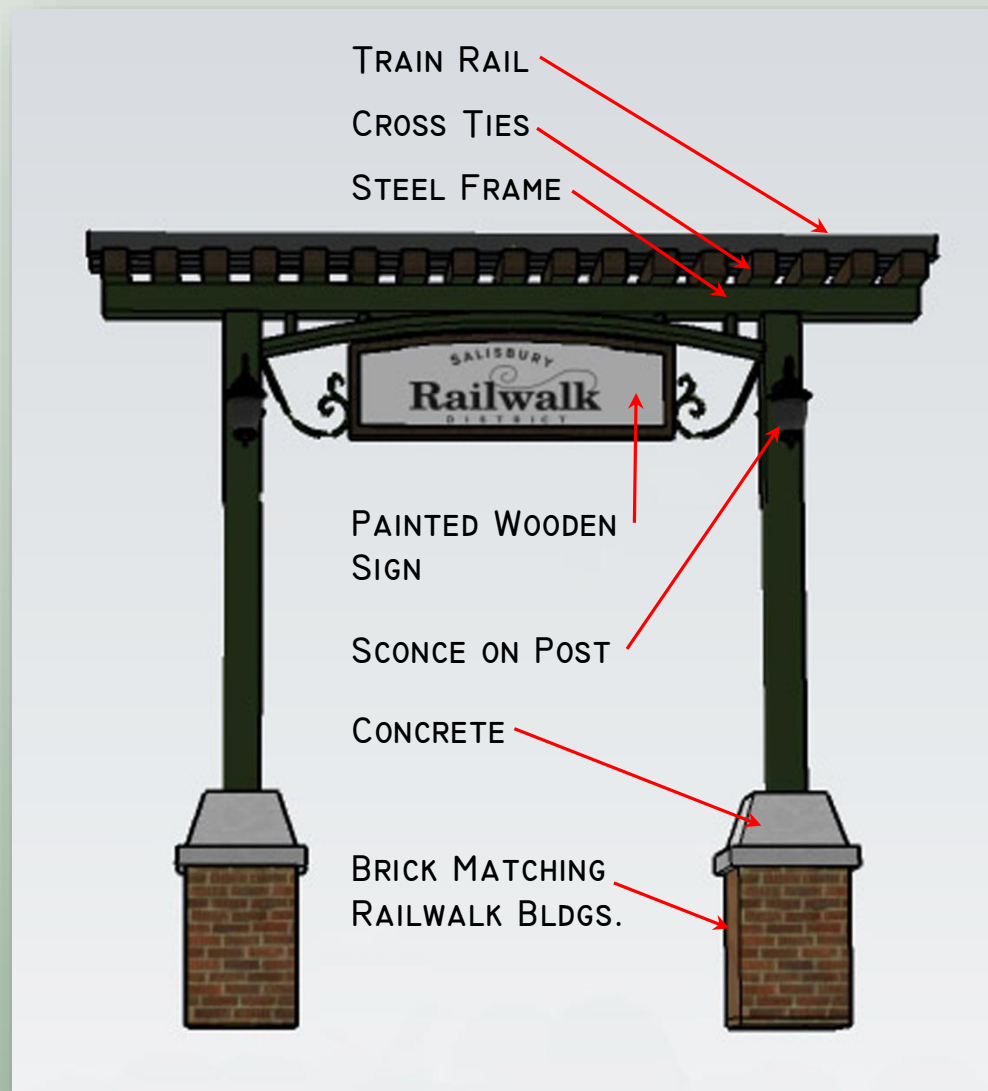 Train Rail
Cross Ties
Steel Frame
SALISBURY
Railwalk
DISTRICT
Painted Wooden
Sign
Sconce on Post
Concrete
Brick Matching
Railwalk Bldgs.